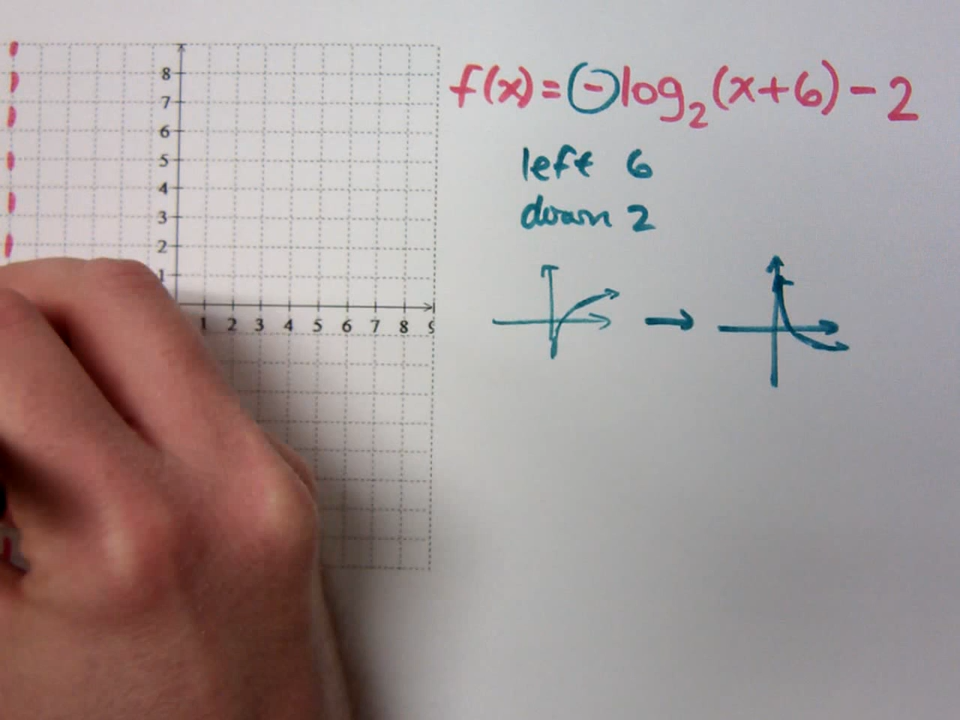 f(x) = -log₂(x+6) - 2
left 6
down 2
8
7
6
5
4
3
2
1
1 2 3 4 5 6 7 8 9